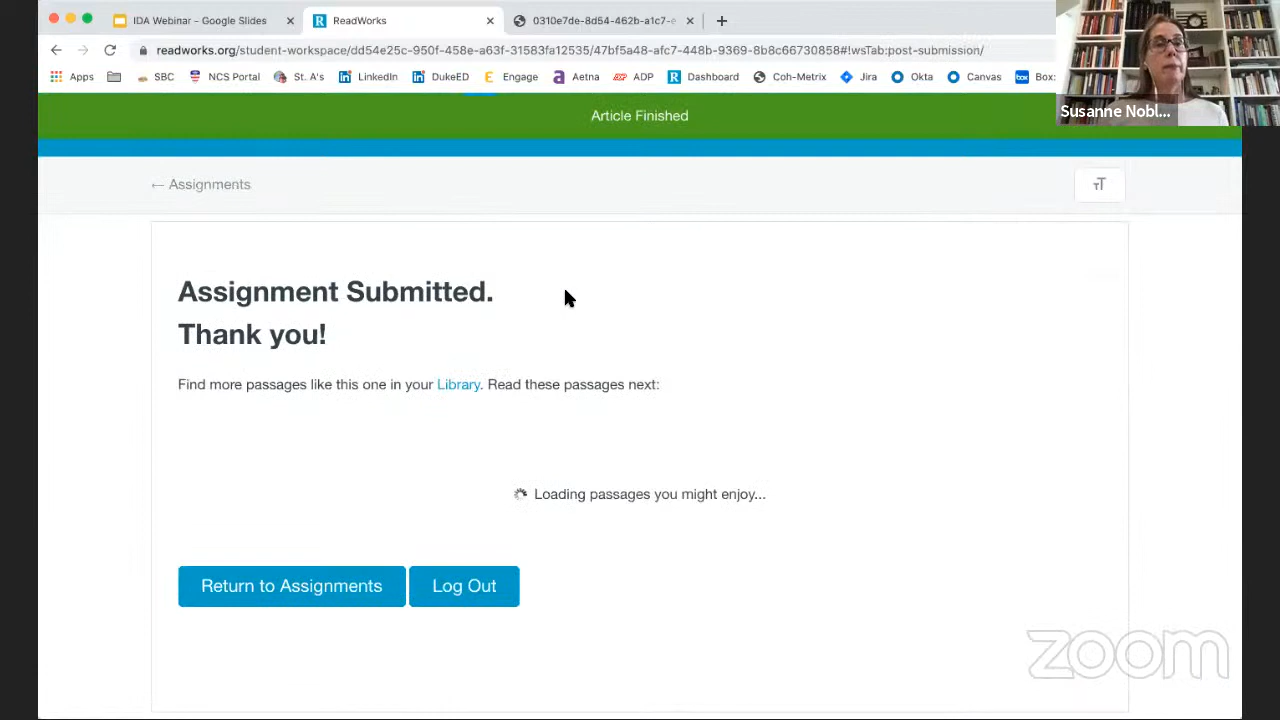 IDA Webinar – Google Slides
ReadWorks
0310e7de-8d54-462b-a1c7-e
readworks.org/student-workspace/dd54e25c-950f-458e-a63f-31583fa12535/47bf5a48-afc7-448b-9369-8b8c66730858#!wsTab:post-submission/
Apps SBC NCS Portal St. A's LinkedIn DukeED Engage Aetna ADP Dashboard Coh-Metrix Jira Okta Canvas Box:
Susanne Nobl...
Article Finished
← Assignments
TT
Assignment Submitted.
Thank you!
Find more passages like this one in your Library. Read these passages next:
Loading passages you might enjoy...
Return to Assignments
Log Out
zoom